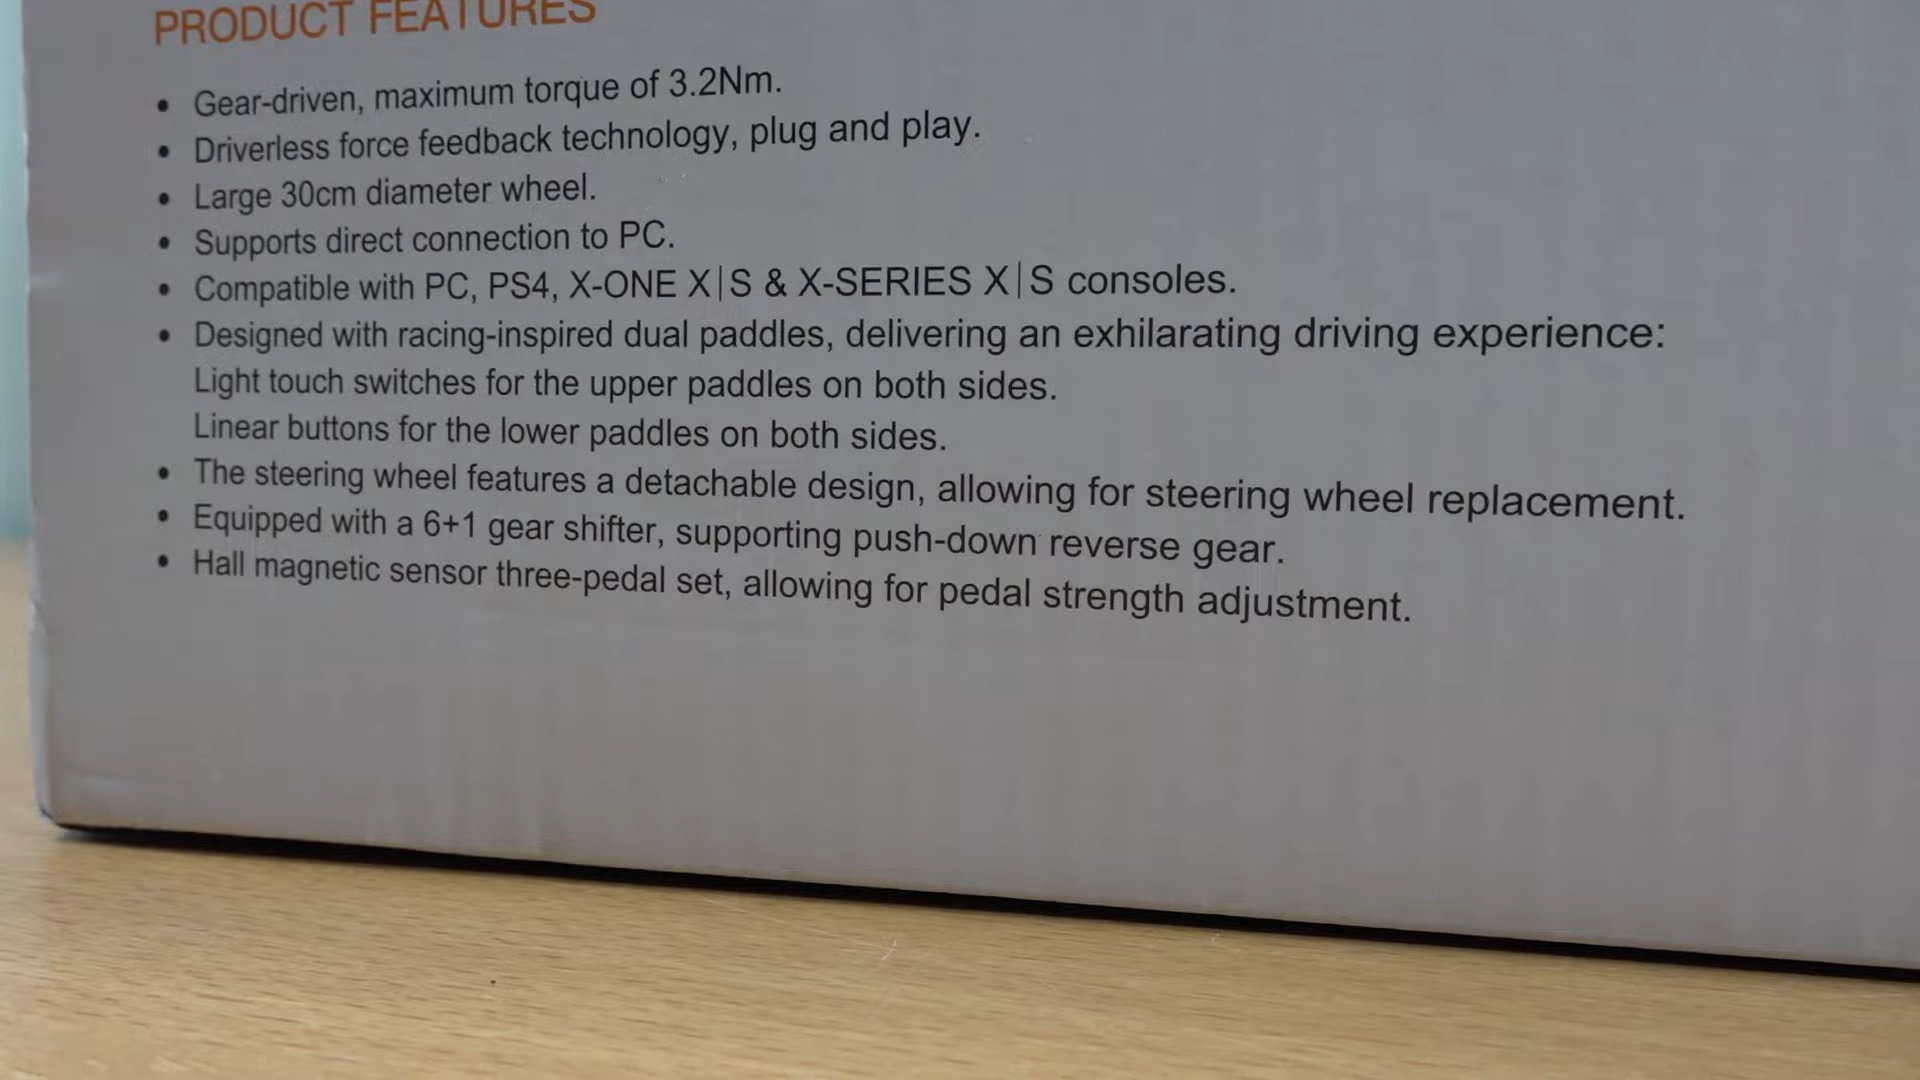 PRODUCT FEATURES
• Gear-driven, maximum torque of 3.2Nm.
• Driverless force feedback technology, plug and play.
• Large 30cm diameter wheel.
• Supports direct connection to PC.
• Compatible with PC, PS4, X-ONE X|S & X-SERIES X|S consoles.
• Designed with racing-inspired dual paddles, delivering an exhilarating driving experience:
Light touch switches for the upper paddles on both sides.
Linear buttons for the lower paddles on both sides.
• The steering wheel features a detachable design, allowing for steering wheel replacement.
• Equipped with a 6+1 gear shifter, supporting push-down reverse gear.
• Hall magnetic sensor three-pedal set, allowing for pedal strength adjustment.